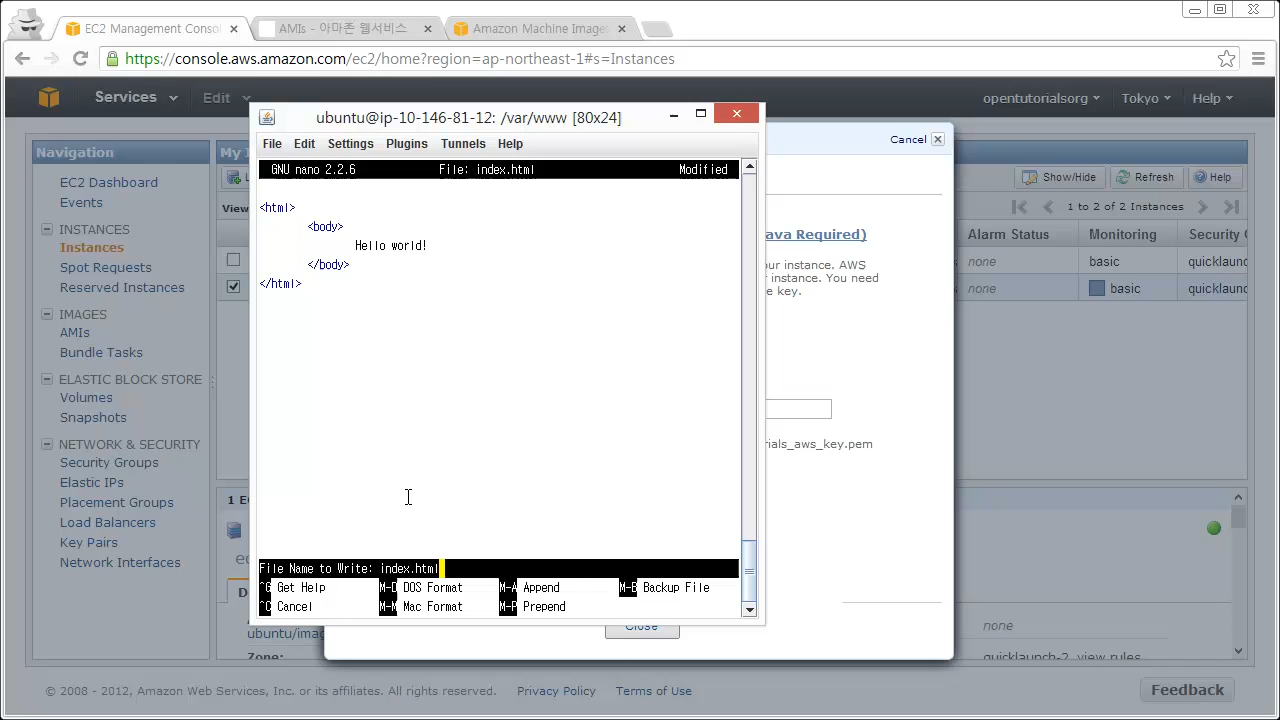 EC2 Management Consol
AMIs - 아마존 웹서비스
Amazon Machine Images
https://console.aws.amazon.com/ec2/home?region=ap-northeast-1#s=Instances
Services
Edit
opentutorialsorg
Tokyo
Help
Navigation
EC2 Dashboard
Events
INSTANCES
Instances
Spot Requests
Reserved Instances
IMAGES
AMIs
Bundle Tasks
ELASTIC BLOCK STORE
Volumes
Snapshots
NETWORK & SECURITY
Security Groups
Elastic IPs
Placement Groups
Load Balancers
Key Pairs
Network Interfaces
My I
View
1 E
ubuntu/imag
Zone:
ubuntu@ip-10-146-81-12: /var/www [80x24]
File Edit Settings Plugins Tunnels Help
GNU nano 2.2.6 File: index.html Modified
<html>
<body>
Hello world!
</body>
</html>
File Name to Write: index.html
^G Get Help M-D DOS Format M-A Append M-B Backup File
^C Cancel M-M Mac Format M-P Prepend
Cancel
ava Required)
our instance. AWS
r instance. You need
e key.
rials_aws_key.pem
Close
Show/Hide Refresh Help
1 to 2 of 2 Instances
Alarm Status Monitoring Security G
none basic quicklaunc
none basic quicklaunc
none
quicklaunch-2. view rules
© 2008 - 2012, Amazon Web Services, Inc. or its affiliates. All rights reserved. Privacy Policy Terms of Use
Feedback